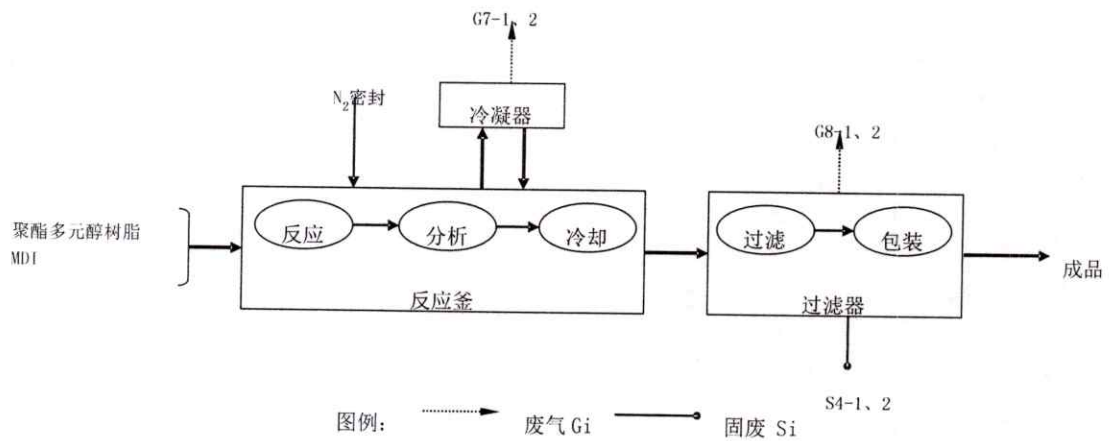 G7-1、2
N₂密封
冷凝器
G8-1、2
聚酯多元醇树脂
MDI
反应
分析
冷却
过滤
包装
反应釜
过滤器
成品
S4-1、2
图例：
废气 Gi
固废 Si